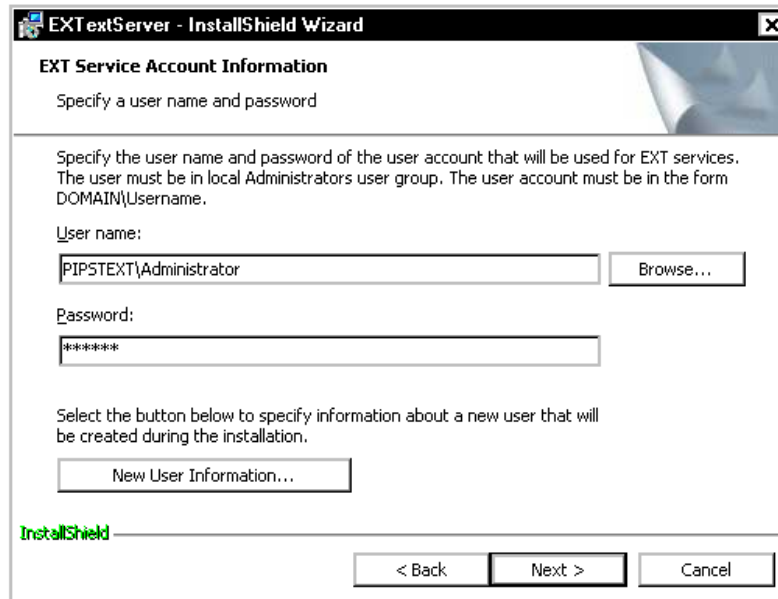 EXTextServer - InstallShield Wizard
EXT Service Account Information
Specify a user name and password
Specify the user name and password of the user account that will be used for EXT services.
The user must be in local Administrators user group. The user account must be in the form
DOMAIN\Username.
User name:
PIPSTEXT\Administrator
Browse...
Password:
******
Select the button below to specify information about a new user that will
be created during the installation.
New User Information...
InstallShield
< Back
Next >
Cancel